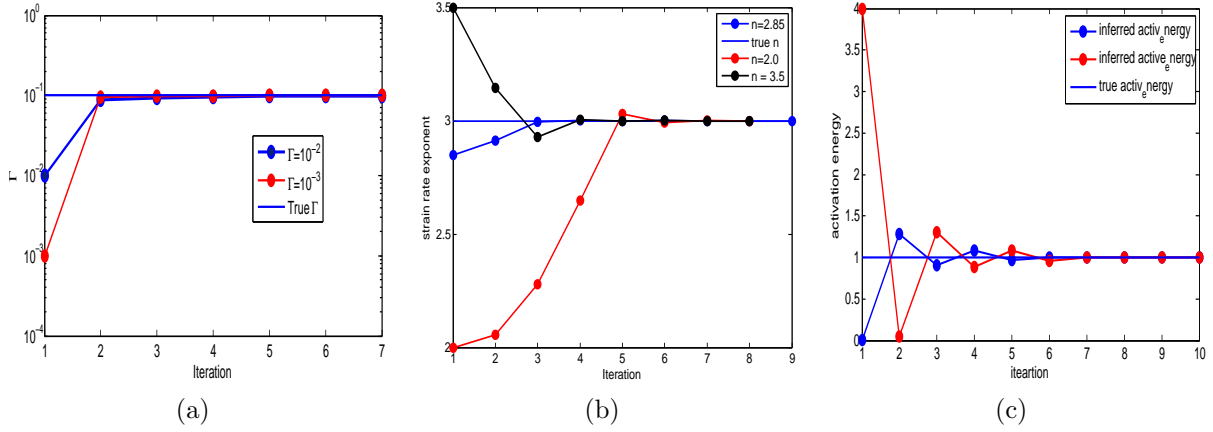 10^0
10^-1
10^-2
10^-3
10^-4
Γ
Γ=10^-2
Γ=10^-3
True Γ
1 2 3 4 5 6 7
Iteration
(a)
3.5
3
2.5
2
strain rate exponent
n=2.85
true n
n=2.0
n = 3.5
1 2 3 4 5 6 7 8 9
Iteration
(b)
4
3.5
3
2.5
2
1.5
1
0.5
0
activation energy
inferred activ_energy
inferred active_energy
true activ_energy
1 2 3 4 5 6 7 8 9 10
iteartion
(c)